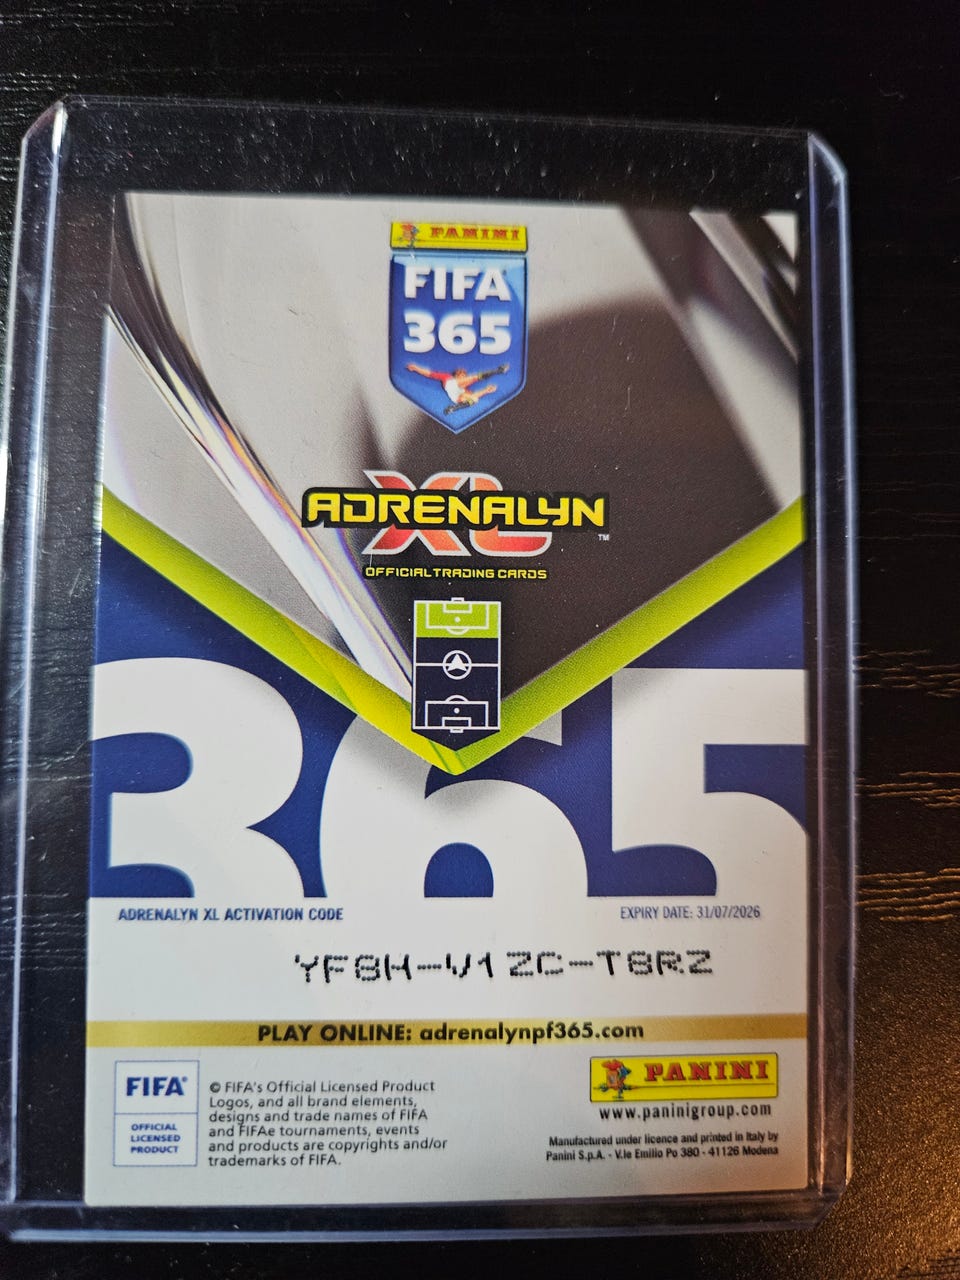 PANINI
FIFA
365
ADRENALYN
XL
™
OFFICIAL TRADING CARDS
365
ADRENALYN XL ACTIVATION CODE
EXPIRY DATE: 31/07/2026
YF8H-V1ZC-T8RZ
PLAY ONLINE: adrenalynpf365.com
FIFA®
OFFICIAL
LICENSED
PRODUCT
© FIFA's Official Licensed Product
Logos, and all brand elements,
designs and trade names of FIFA
and FIFAe tournaments, events
and products are copyrights and/or
trademarks of FIFA.
PANINI
www.paninigroup.com
Manufactured under licence and printed in Italy by
Panini S.p.A. - V.le Emilio Po 380 - 41126 Modena